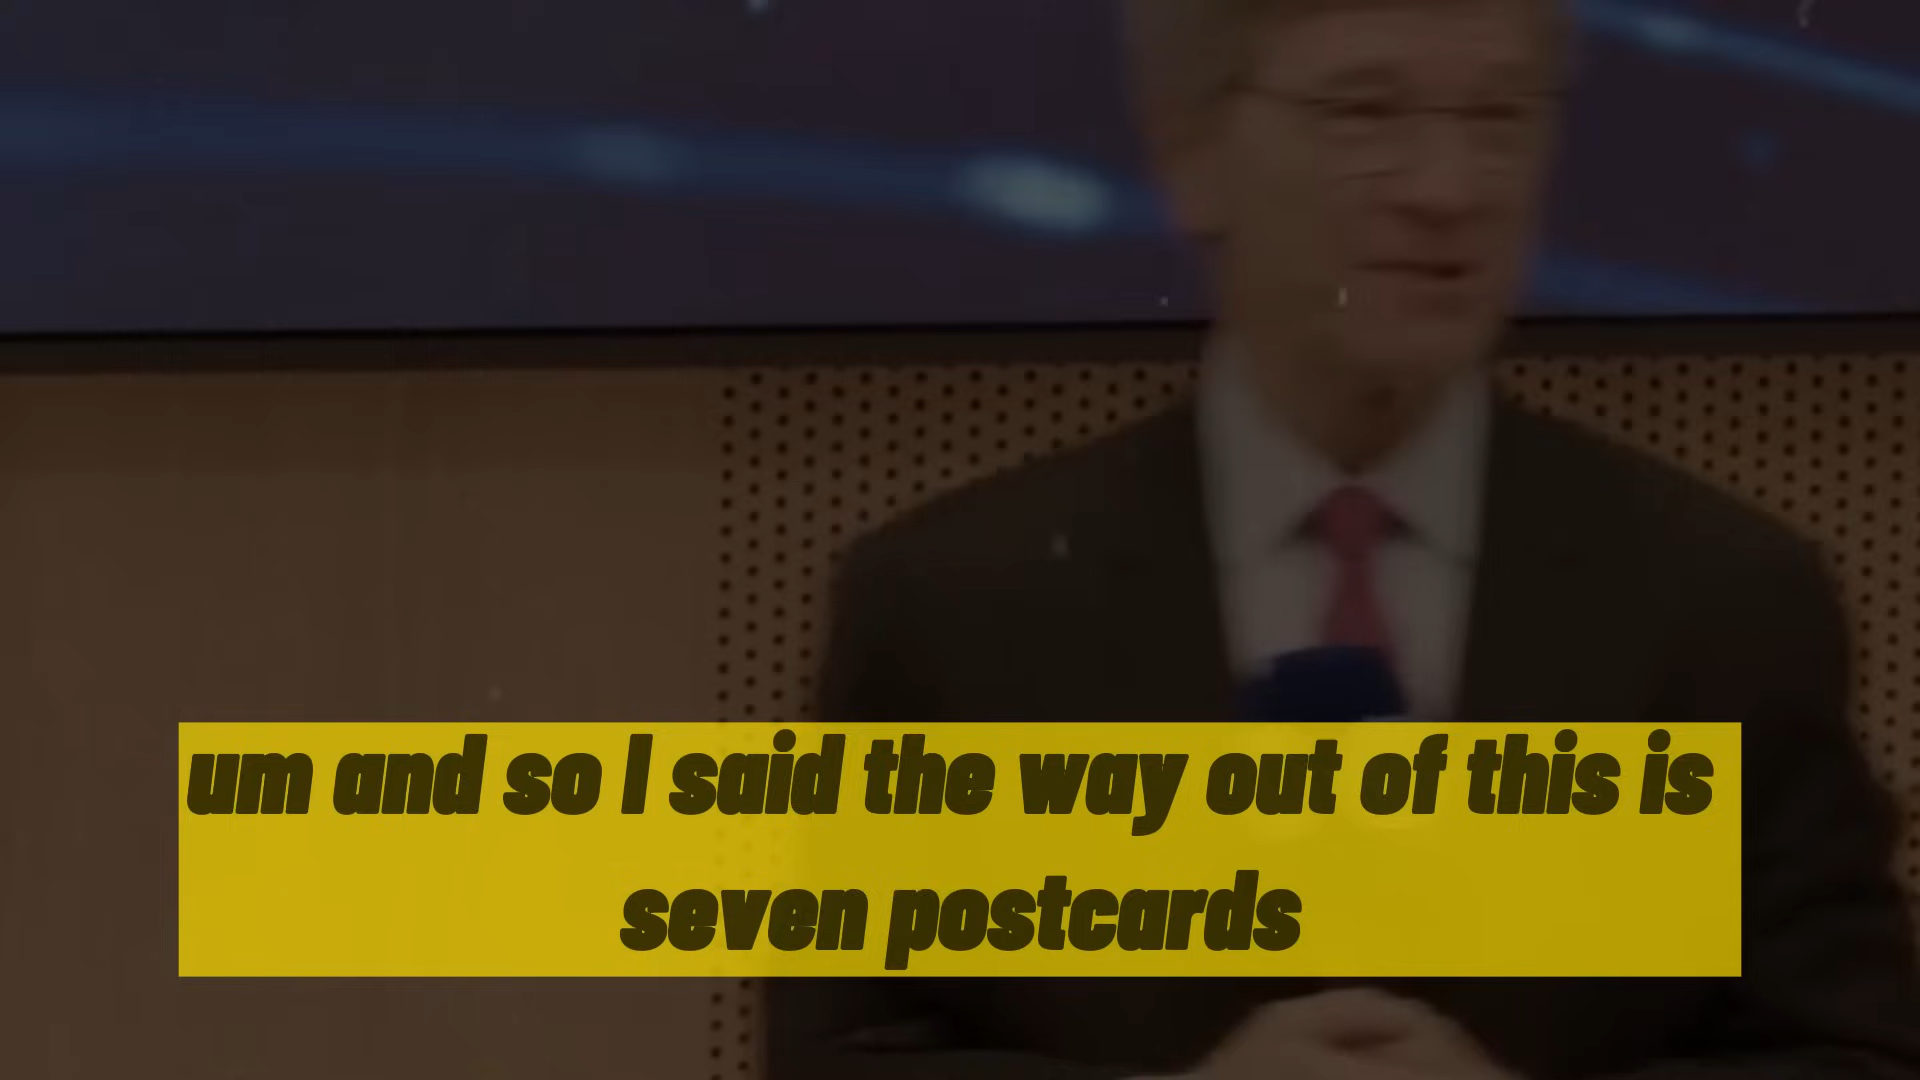 um and so I said the way out of this is
seven postcards